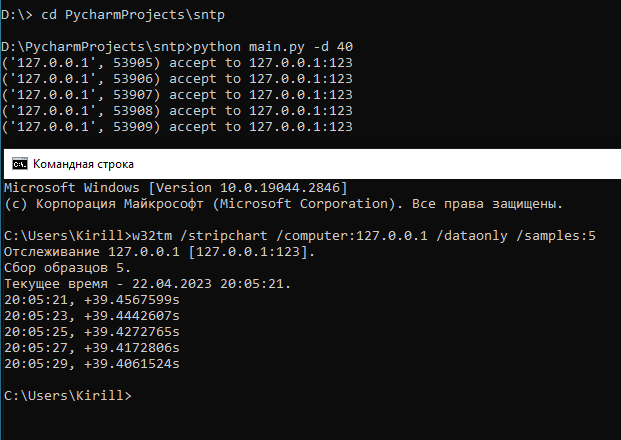 D:\> cd PycharmProjects\sntp
D:\PycharmProjects\sntp>python main.py -d 40
('127.0.0.1', 53905) accept to 127.0.0.1:123
('127.0.0.1', 53906) accept to 127.0.0.1:123
('127.0.0.1', 53907) accept to 127.0.0.1:123
('127.0.0.1', 53908) accept to 127.0.0.1:123
('127.0.0.1', 53909) accept to 127.0.0.1:123
C:\. Командная строка
Microsoft Windows [Version 10.0.19044.2846]
(c) Корпорация Майкрософт (Microsoft Corporation). Все права защищены.
C:\Users\Kirill>w32tm /stripchart /computer:127.0.0.1 /dataonly /samples:5
Отслеживание 127.0.0.1 [127.0.0.1:123].
Сбор образцов 5.
Текущее время - 22.04.2023 20:05:21.
20:05:21, +39.4567599s
20:05:23, +39.4442607s
20:05:25, +39.4272765s
20:05:27, +39.4172806s
20:05:29, +39.4061524s
C:\Users\Kirill>